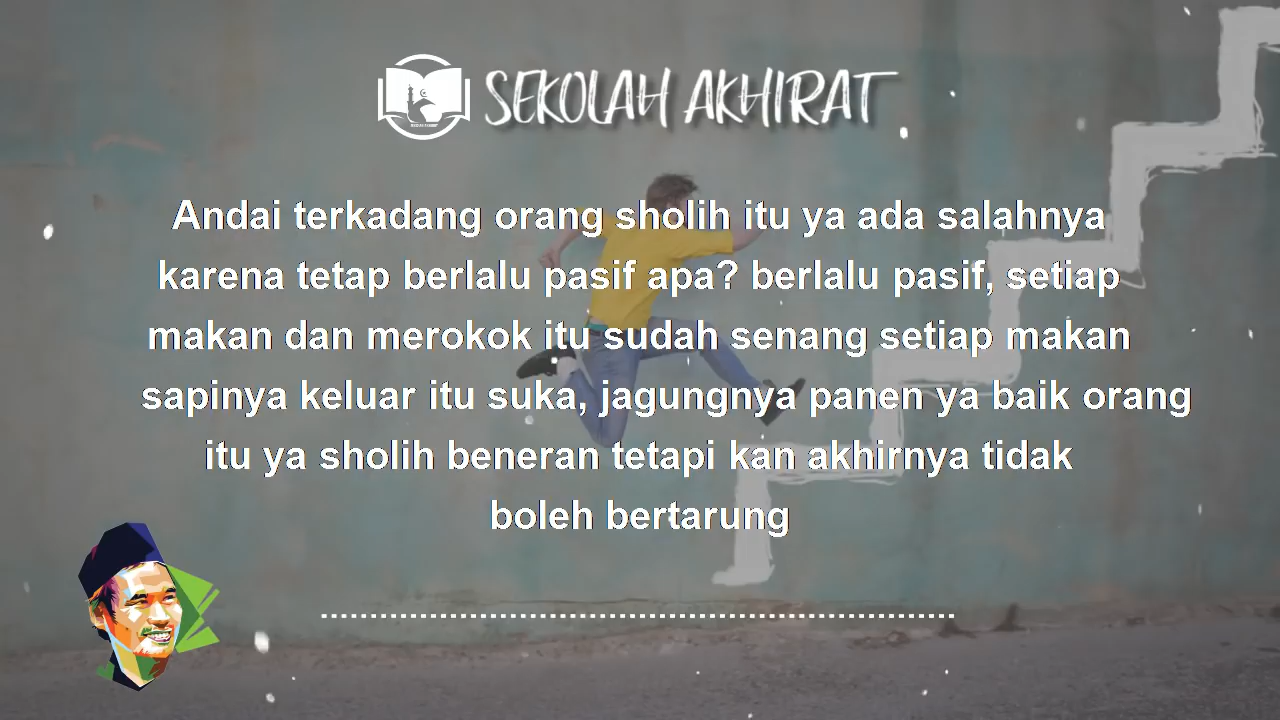 SEKOLAH AKHIRAT
Andai terkadang orang sholih itu ya ada salahnya
karena tetap berlalu pasif apa? berlalu pasif, setiap
makan dan merokok itu sudah senang setiap makan
sapinya keluar itu suka, jagungnya panen ya baik orang
itu ya sholih beneran tetapi kan akhirnya tidak
boleh bertarung